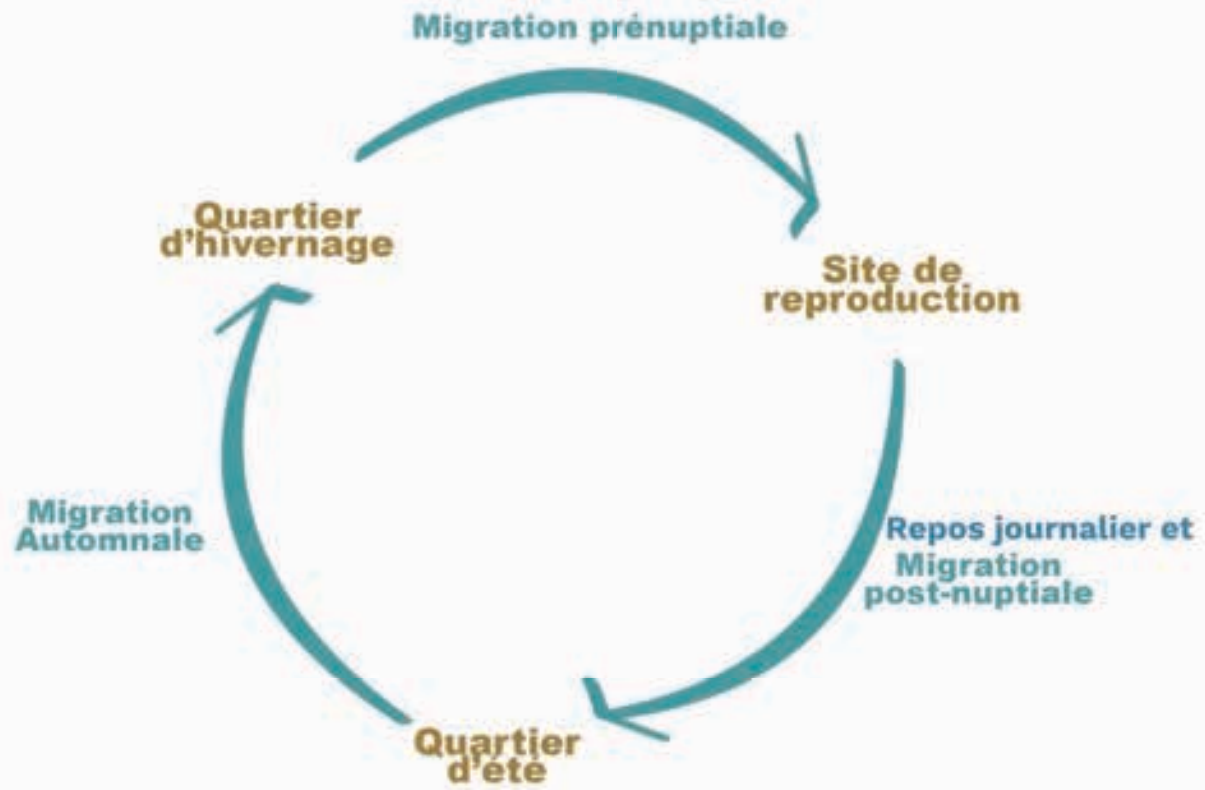 Migration prénuptiale
Quartier
d'hivernage
Site de
reproduction
Migration
Automnale
Repos journalier et
Migration
post-nuptiale
Quartier
d'été